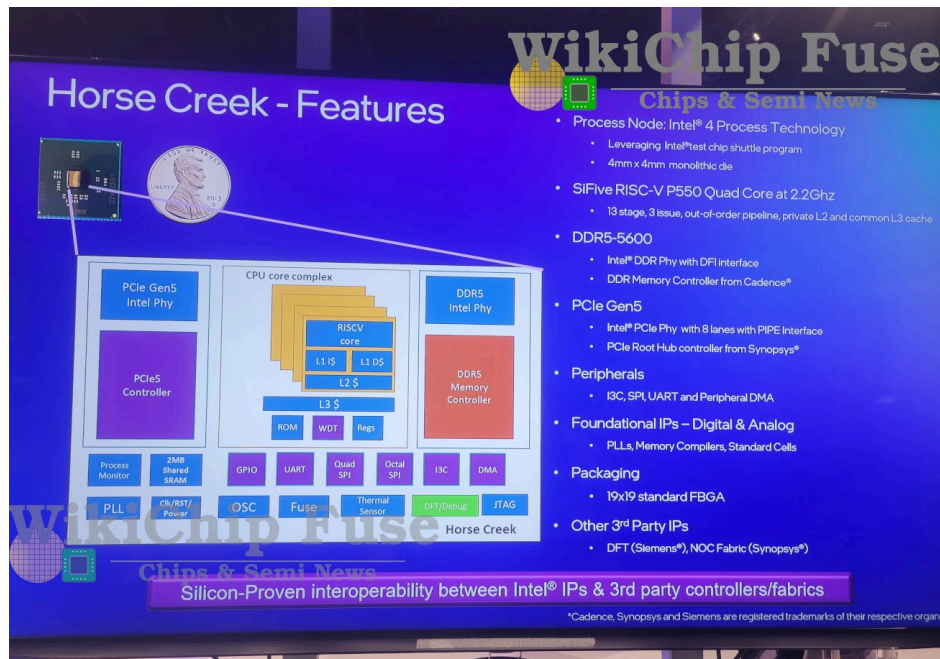 WikiChip Fuse
Chips & Semi News
Horse Creek - Features
IN GOD WE TRUST
LIBERTY
2013
• Process Node: Intel® 4 Process Technology
• Leveraging Intel® test chip shuttle program
• 4mm x 4mm monolithic die
• SiFive RISC-V P550 Quad Core at 2.2Ghz
• 13 stage, 3 issue, out-of-order pipeline, private L2 and common L3 cache
• DDR5-5600
• Intel® DDR Phy with DFI interface
• DDR Memory Controller from Cadence®
• PCIe Gen5
• Intel® PCIe Phy with 8 lanes with PIPE Interface
• PCIe Root Hub controller from Synopsys®
• Peripherals
• I3C, SPI, UART and Peripheral DMA
• Foundational IPs – Digital & Analog
• PLLs, Memory Compilers, Standard Cells
• Packaging
• 19x19 standard FBGA
• Other 3rd Party IPs
• DFT (Siemens®), NOC Fabric (Synopsys®)
PCIe Gen5
Intel Phy
PCIe5
Controller
CPU core complex
RISCV
core
L1 I$
L1 D$
L2 $
L3 $
ROM
WDT
Regs
DDR5
Intel Phy
DDR5
Memory
Controller
Process
Monitor
2MB
Shared
SRAM
GPIO
UART
Quad
SPI
Octal
SPI
I3C
DMA
PLL
Clk/RST/
Power
OSC
Fuse
Thermal
Sensor
DFT/Debug
JTAG
Horse Creek
WikiChip Fuse
Chips & Semi News
Silicon-Proven interoperability between Intel® IPs & 3rd party controllers/fabrics
*Cadence, Synopsys and Siemens are registered trademarks of their respective organ